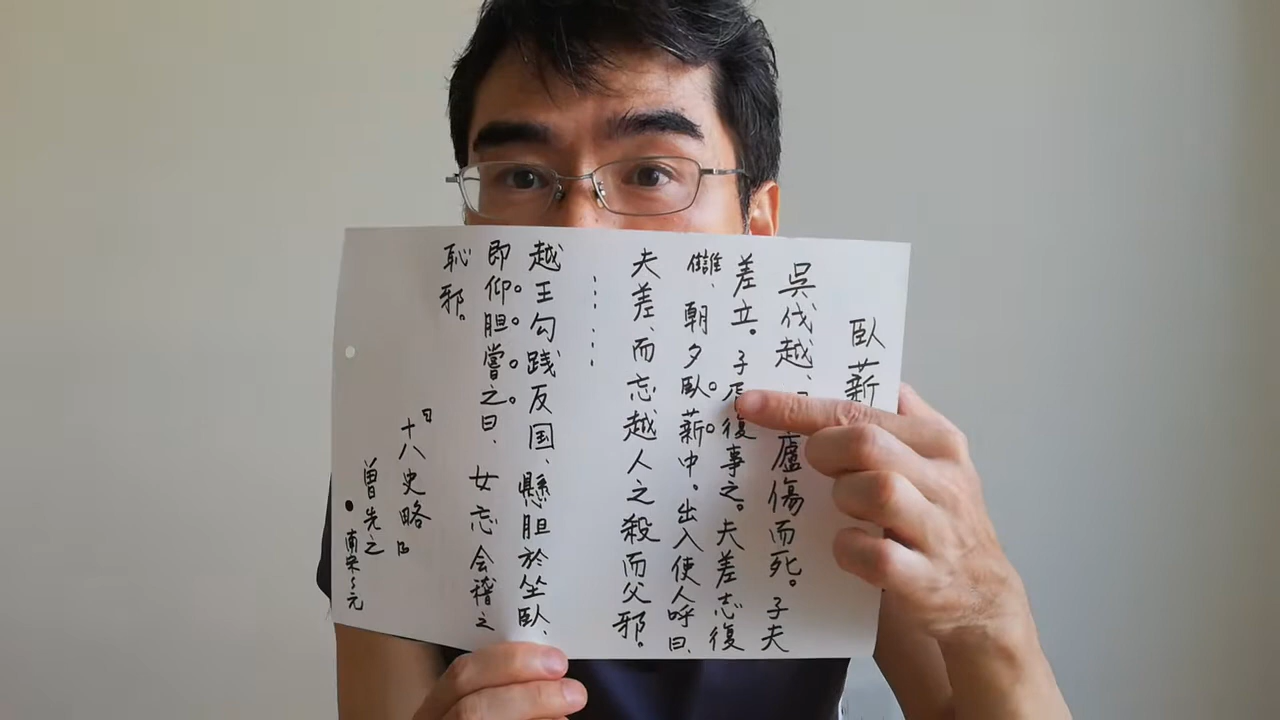 臥薪
呉伐越、廬傷而死。子夫
差立。子胥復事之。夫差志復
讎、朝夕臥薪中。出入使人呼曰、
夫差、而忘越人之殺而父邪。
……
越王勾践反国、懸胆於坐臥、
即仰胆嘗之曰、女忘会稽之
恥邪。
『十八史略』
曽先之
●南宋〜元